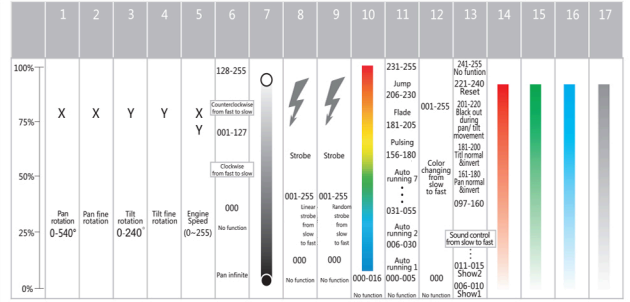 1 2 3 4 5 6 7 8 9 10 11 12 13 14 15 16 17
100%
75%
50%
25%
0%
X
Pan
rotation
0-540°
X
Pan fine
rotation
Y
Tilt
rotation
0-240°
Y
Tilt fine
rotation
X
Y
Engine
Speed
(0~255)
128-255
Counterclockwise
from fast to slow
001-127
Clockwise
from fast to slow
000
No function
Pan infinite
Strobe
001-255
Linear
strobe
from
slow
to fast
000
No function
Strobe
001-255
Random
strobe
from
slow
to fast
000
No function
000-016
No function
231-255
Jump
206-230
Flade
181-205
Pulsing
156-180
Auto
running 7
031-055
Auto
running 2
006-030
Auto
running 1
000-005
No function
001-255
Color
changing
from
slow
to fast
000
No function
241-255
No funtion
221-240
Reset
201-220
Black out
during
pan/ tilt
movement
181-200
Titl normal
&invert
161-180
Pan normal
&invert
097-160
Sound control
from slow to fast
011-015
Show2
006-010
Show1